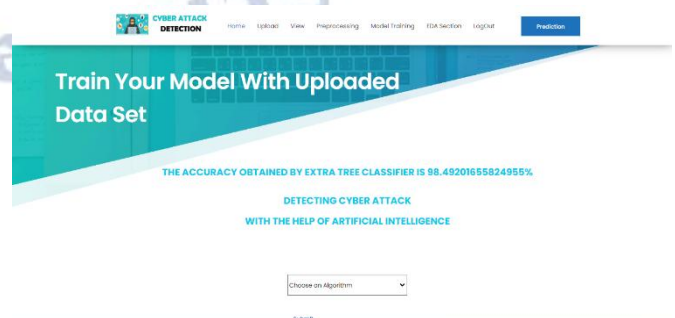 CYBER ATTACK
DETECTION
Home Upload View Preprocessing Model Training EDA Section LogOut Prediction
Train Your Model With Uploaded
Data Set
THE ACCURACY OBTAINED BY EXTRA TREE CLASSIFIER IS 98.49201655824955%
DETECTING CYBER ATTACK
WITH THE HELP OF ARTIFICIAL INTELLIGENCE
Choose an Algorithm